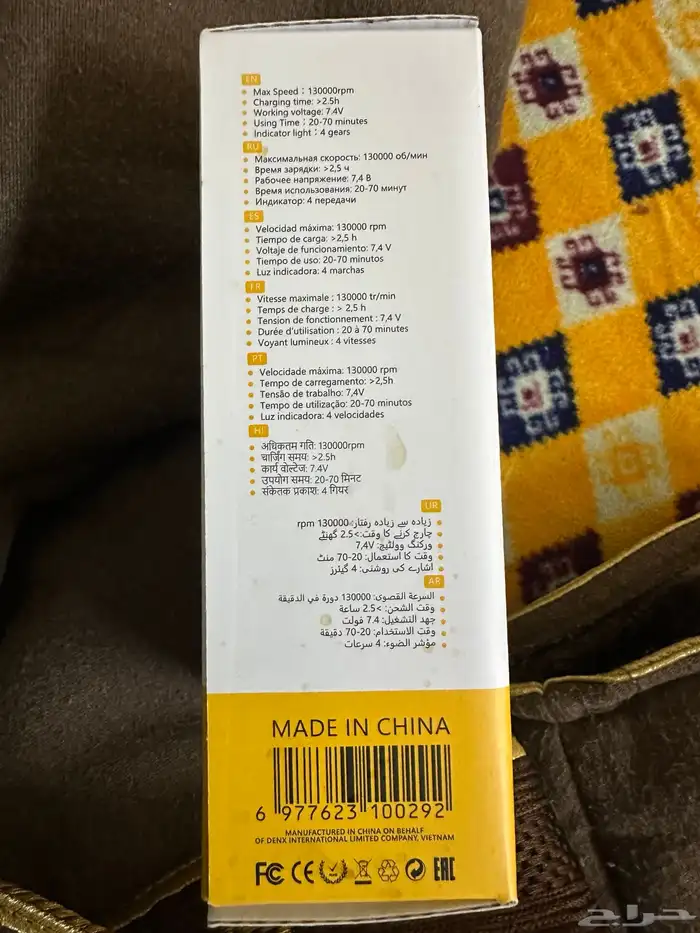 EN
Max Speed : 130000rpm
Charging time: >2.5h
Working voltage: 7.4V
Using Time : 20-70 minutes
Indicator light : 4 gears
RU
Максимальная скорость: 130000 об/мин
Время зарядки: >2,5 ч
Рабочее напряжение: 7,4 В
Время использования: 20-70 минут
Индикатор: 4 передачи
ES
Velocidad máxima: 130000 rpm
Tiempo de carga: >2,5 h
Voltaje de funcionamiento: 7,4 V
Tiempo de uso: 20-70 minutos
Luz indicadora: 4 marchas
FR
Vitesse maximale : 130000 tr/min
Temps de charge : > 2,5 h
Tension de fonctionnement : 7,4 V
Durée d'utilisation : 20 à 70 minutes
Voyant lumineux : 4 vitesses
PT
Velocidade máxima: 130000 rpm
Tempo de carregamento: >2,5h
Tensão de trabalho: 7,4V
Tempo de utilização: 20-70 minutos
Luz indicadora: 4 velocidades
HI
अधिकतम गति: 130000rpm
चार्जिंग समय: >2.5h
कार्य वोल्टेज: 7.4V
उपयोग समय: 20-70 मिनट
संकेतक प्रकाश: 4 गियर
UR
زیادہ سے زیادہ رفتار: 130000 rpm
چارج کرنے کا وقت: >2.5 گھنٹے
ورکنگ وولٹیج: 7,4V
وقت کا استعمال: 20-70 منٹ
اشارے کی روشنی: 4 گیئرز
AR
السرعة القصوى: 130000 دورة في الدقيقة
وقت الشحن: >2.5 ساعة
جهد التشغيل: 7.4 فولت
وقت الاستخدام: 20-70 دقيقة
مؤشر الضوء: 4 سرعات
MADE IN CHINA
6 977623 100292
MANUFACTURED IN CHINA ON BEHALF
OF DENX INTERNATIONAL LIMITED COMPANY, VIETNAM
FC CE EAC
حراج